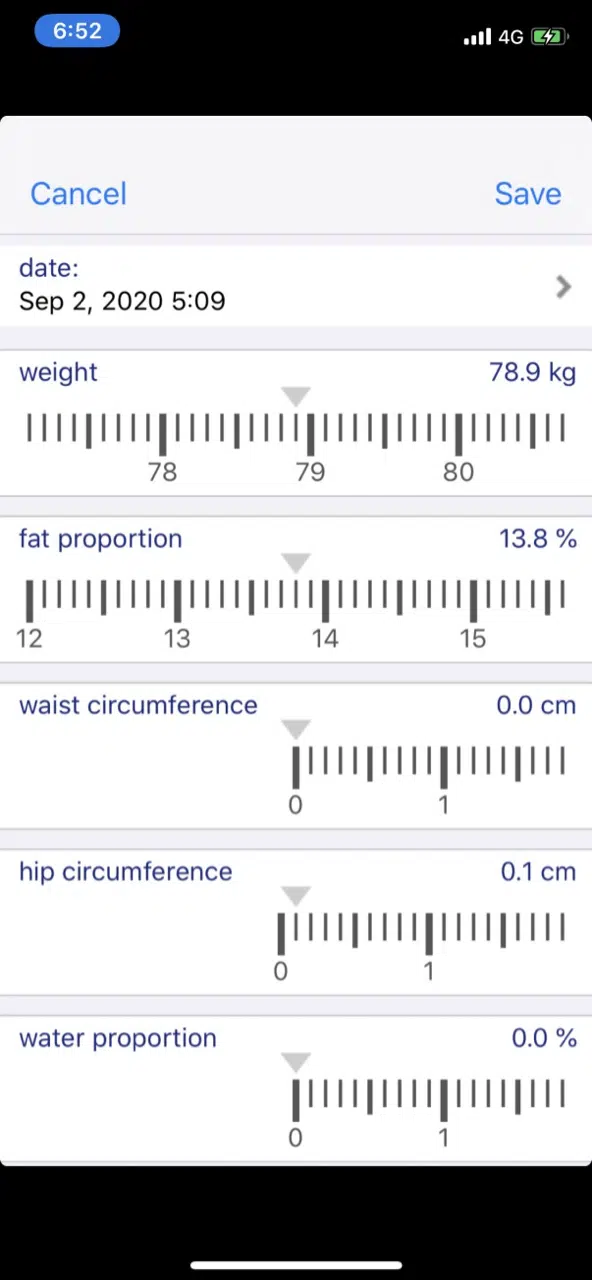 6:52
4G
Cancel
Save
date:
Sep 2, 2020 5:09
weight
78.9 kg
78
79
80
fat proportion
13.8 %
12
13
14
15
waist circumference
0.0 cm
0
1
hip circumference
0.1 cm
0
1
water proportion
0.0 %
0
1